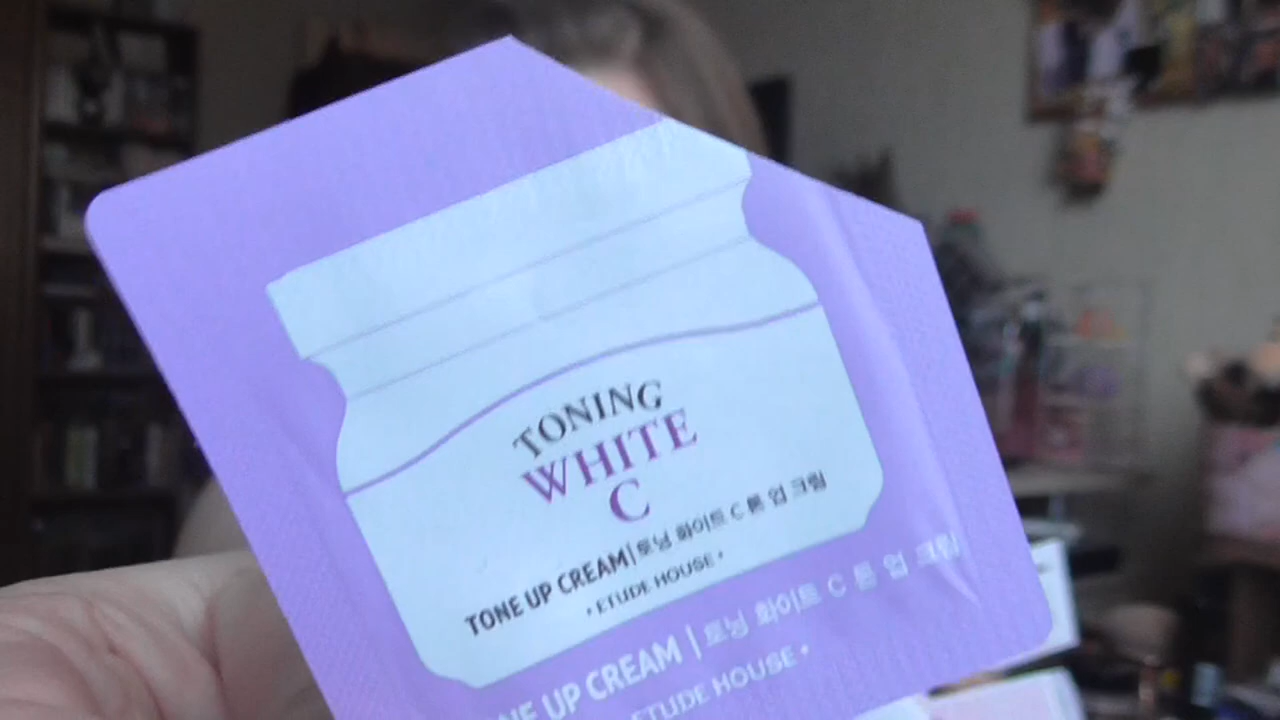 TONING
WHITE
C
TONE UP CREAM|토닝 화이트 C 톤 업 크림
• ETUDE HOUSE •
NE UP CREAM | 토닝 화이트 C 톤 업 크림
ETUDE HOUSE •